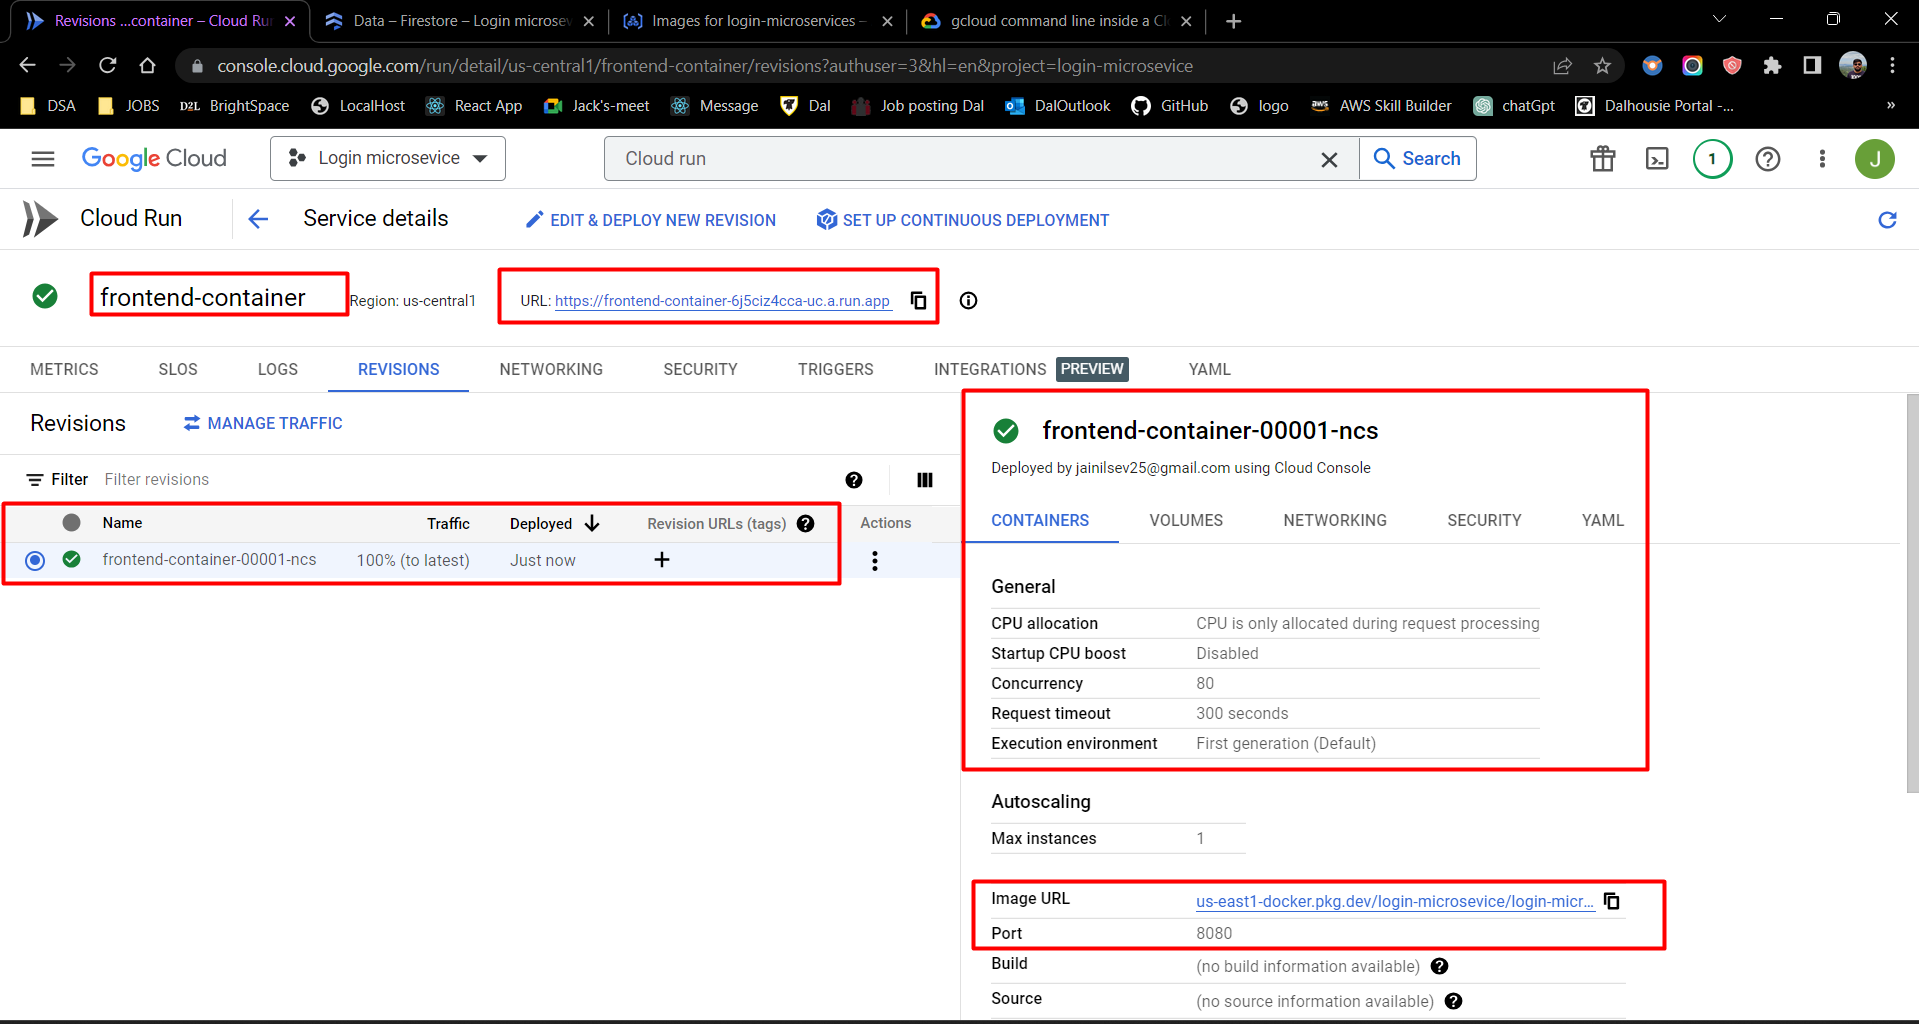 Revisions ...container – Cloud Run
Data – Firestore – Login microsev
Images for login-microservices –
gcloud command line inside a Cl
console.cloud.google.com/run/detail/us-central1/frontend-container/revisions?authuser=3&hl=en&project=login-microsevice
DSA
JOBS
D2L BrightSpace
LocalHost
React App
Jack's-meet
Message
Dal
Job posting Dal
DalOutlook
GitHub
logo
aws AWS Skill Builder
chatGpt
Dalhousie Portal -...
»
Google Cloud
Login microsevice
Cloud run
Search
1
J
Cloud Run
Service details
EDIT & DEPLOY NEW REVISION
SET UP CONTINUOUS DEPLOYMENT
frontend-container
Region: us-central1
URL: https://frontend-container-6j5ciz4cca-uc.a.run.app
METRICS
SLOS
LOGS
REVISIONS
NETWORKING
SECURITY
TRIGGERS
INTEGRATIONS PREVIEW
YAML
Revisions
MANAGE TRAFFIC
Filter Filter revisions
Name Traffic Deployed Revision URLs (tags) Actions
frontend-container-00001-ncs 100% (to latest) Just now
frontend-container-00001-ncs
Deployed by jainilsev25@gmail.com using Cloud Console
CONTAINERS VOLUMES NETWORKING SECURITY YAML
General
CPU allocation CPU is only allocated during request processing
Startup CPU boost Disabled
Concurrency 80
Request timeout 300 seconds
Execution environment First generation (Default)
Autoscaling
Max instances 1
Image URL us-east1-docker.pkg.dev/login-microsevice/login-micr...
Port 8080
Build (no build information available)
Source (no source information available)